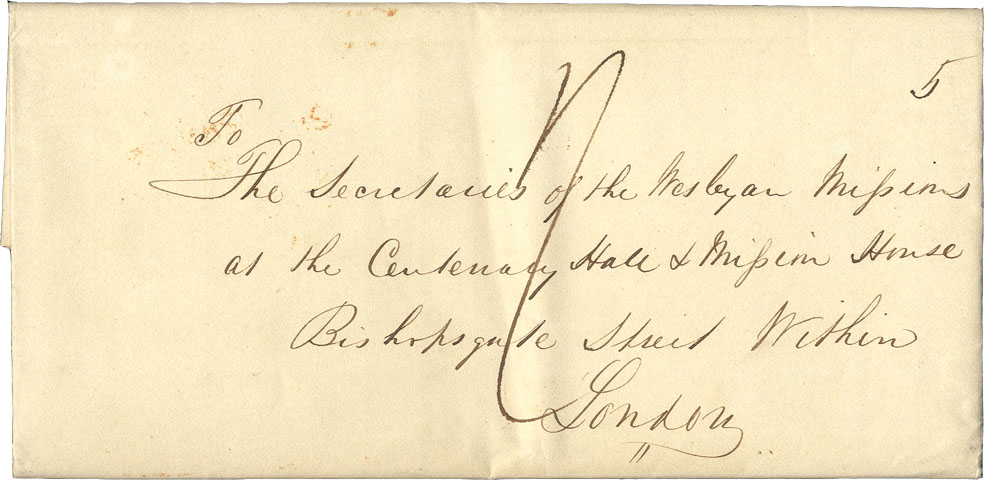 5
To
The Secretaries of the Wesleyan Missions
at the Centenary Hall & Mission House
Bishopsgate Street Within
London